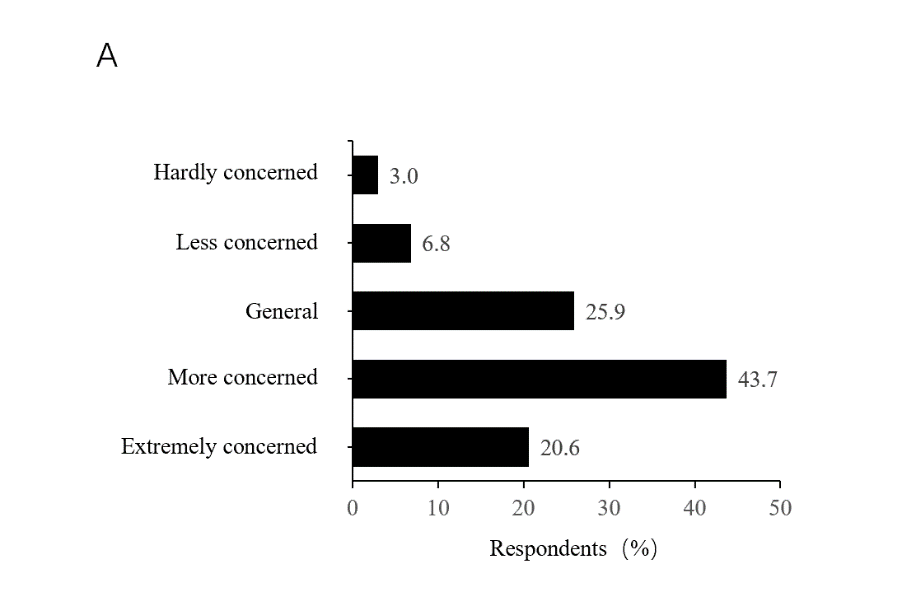 A
Hardly concerned 3.0
Less concerned 6.8
General 25.9
More concerned 43.7
Extremely concerned 20.6
0 10 20 30 40 50
Respondents （%）